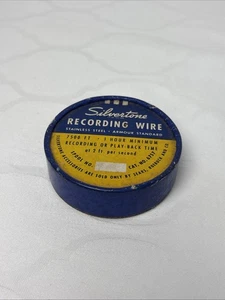 Silvertone
RECORDING WIRE
STAINLESS STEEL - ARMOUR STANDARD
7500 FT. - 1 HOUR MINIMUM
RECORDING OR PLAY-BACK TIME
at 2 ft. per second
SPOOL NO.
CAT. NO.
ACCESSORIES ARE SOLD ONLY BY SEARS, ROEBUCK AND CO.